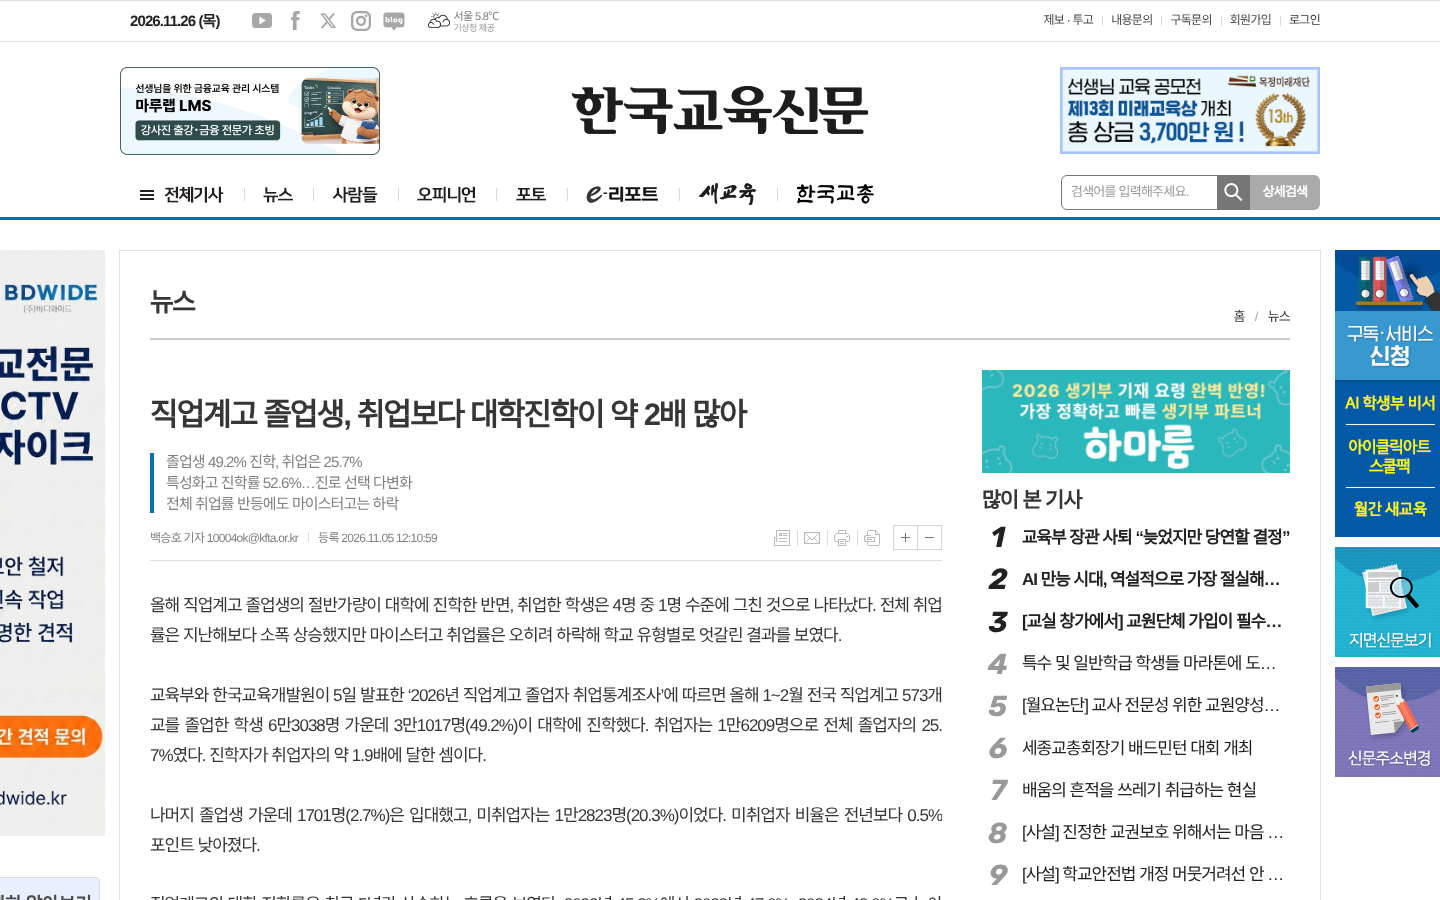 2026.11.26 (목)
blog
서울 5.8℃
기상청 제공
제보 · 투고
내용문의
구독문의
회원가입
로그인
선생님을 위한 금융교육 관리 시스템
마루랩 LMS
강사진 출강·금융 전문가 초빙
한국교육신문
목정미래재단
선생님 교육 공모전
제13회 미래교육상 개최
총 상금 3,700만 원 !
13th
전체기사
뉴스
사람들
오피니언
포토
e-리포트
새교육
한국교총
검색어를 입력해주세요.
상세검색
BDWIDE
(주)비디와이드
교전문
CCTV
자이크
보안 철저
신속 작업
명한 견적
간 견적 문의
dwide.kr
뉴스
홈 / 뉴스
직업계고 졸업생, 취업보다 대학진학이 약 2배 많아
졸업생 49.2% 진학, 취업은 25.7%
특성화고 진학률 52.6%…진로 선택 다변화
전체 취업률 반등에도 마이스터고는 하락
백승호 기자 10004ok@kfta.or.kr
등록 2026.11.05 12:10:59
올해 직업계고 졸업생의 절반가량이 대학에 진학한 반면, 취업한 학생은 4명 중 1명 수준에 그친 것으로 나타났다. 전체 취업
률은 지난해보다 소폭 상승했지만 마이스터고 취업률은 오히려 하락해 학교 유형별로 엇갈린 결과를 보였다.
교육부와 한국교육개발원이 5일 발표한 ‘2026년 직업계고 졸업자 취업통계조사'에 따르면 올해 1~2월 전국 직업계고 573개
교를 졸업한 학생 6만3038명 가운데 3만1017명(49.2%)이 대학에 진학했다. 취업자는 1만6209명으로 전체 졸업자의 25.
7%였다. 진학자가 취업자의 약 1.9배에 달한 셈이다.
나머지 졸업생 가운데 1701명(2.7%)은 입대했고, 미취업자는 1만2823명(20.3%)이었다. 미취업자 비율은 전년보다 0.5%
포인트 낮아졌다.
2026 생기부 기재 요령 완벽 반영!
가장 정확하고 빠른 생기부 파트너
하마룸
많이 본 기사
1 교육부 장관 사퇴 “늦었지만 당연할 결정”
2 AI 만능 시대, 역설적으로 가장 절실해…
3 [교실 창가에서] 교원단체 가입이 필수…
4 특수 및 일반학급 학생들 마라톤에 도…
5 [월요논단] 교사 전문성 위한 교원양성…
6 세종교총회장기 배드민턴 대회 개최
7 배움의 흔적을 쓰레기 취급하는 현실
8 [사설] 진정한 교권보호 위해서는 마음 …
9 [사설] 학교안전법 개정 머뭇거려선 안 …
구독·서비스
신청
AI 학생부 비서
아이클릭아트
스쿨팩
월간 새교육
지면신문보기
신문주소변경